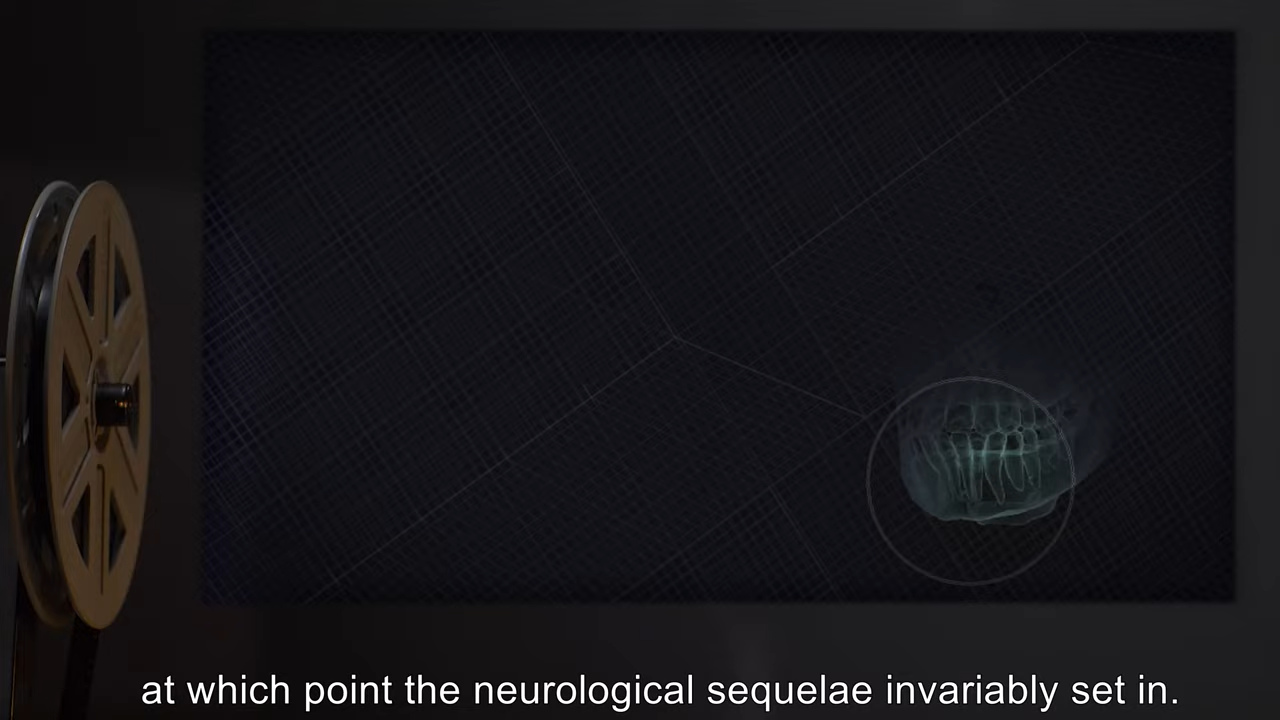 at which point the neurological sequelae invariably set in.